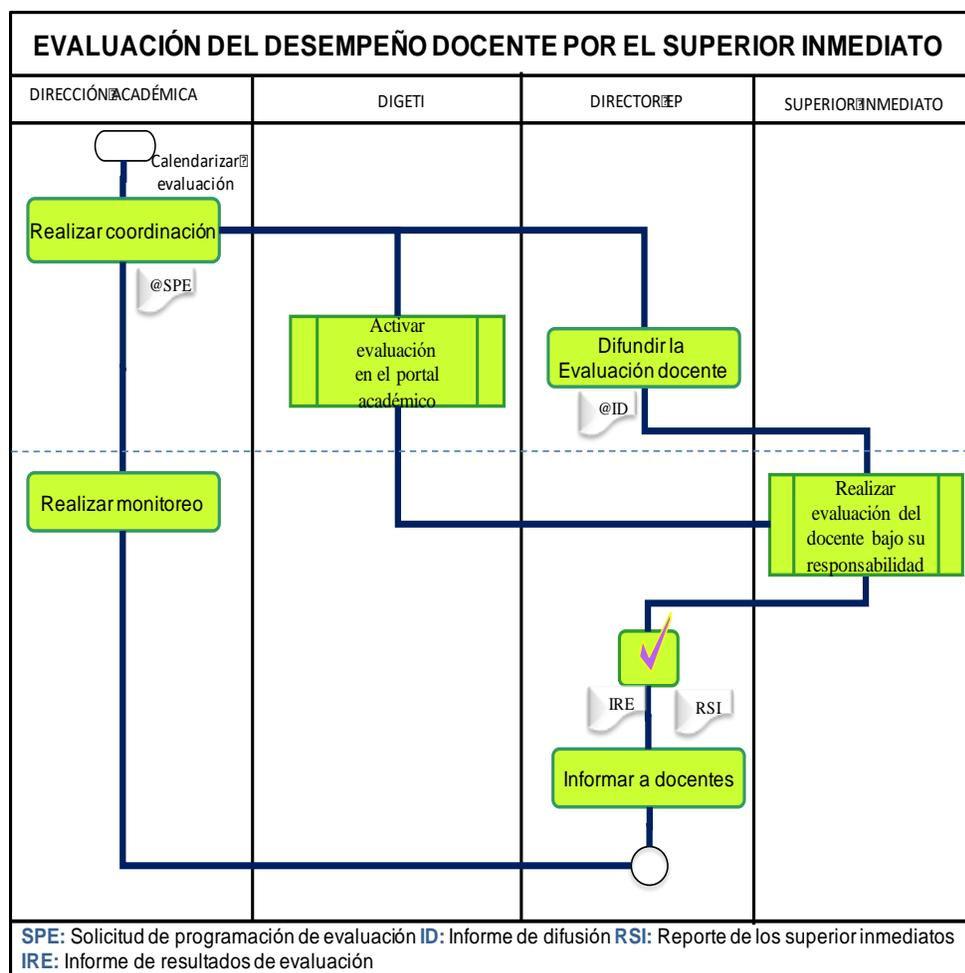 EVALUACIÓN DEL DESEMPEÑO DOCENTE POR EL SUPERIOR INMEDIATO
DIRECCIÓN ACADÉMICA
DIGETI
DIRECTOR EP
SUPERIOR INMEDIATO
Calendarizar
evaluación
Realizar coordinación
@SPE
Activar
evaluación
en el portal
académico
Difundir la
Evaluación docente
@ID
Realizar monitoreo
Realizar
evaluación del
docente bajo su
responsabilidad
IRE
RSI
Informar a docentes
SPE: Solicitud de programación de evaluación ID: Informe de difusión RSI: Reporte de los superior inmediatos
IRE: Informe de resultados de evaluación